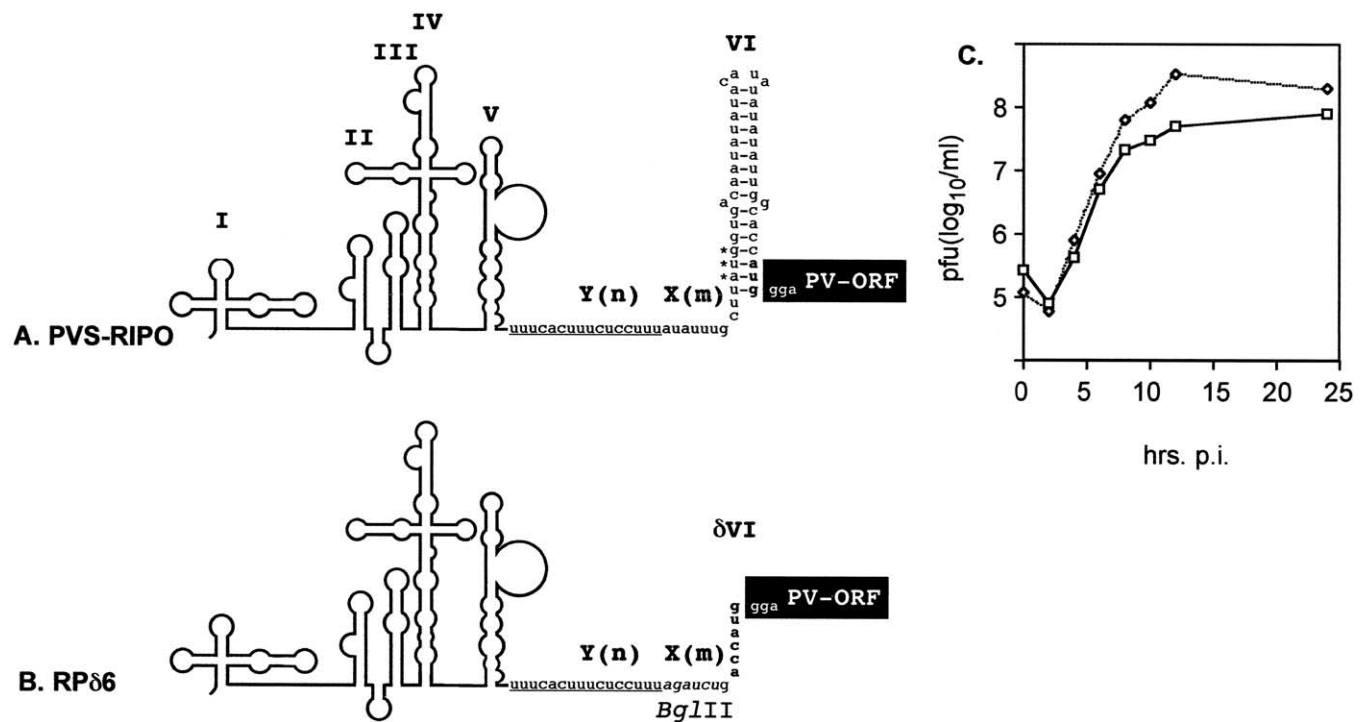 I
II
III
IV
V
VI
a u
c a
a-u
u-a
a-u
u-a
a-u
u-a
a-u
a-u
c-g
a g
g-c
u-a
g-c
*g-c
*u-a
*a-u
u-g
u
c
gga PV-ORF
Y(n) X(m)
uuucacuuucuccuuuauauuug
A. PVS-RIPO
δVI
g
u
a
c
c
a
gga PV-ORF
Y(n) X(m)
uuucacuuucuccuuuagaucug
BglII
B. RPδ6
C.
pfu(log10/ml)
8
7
6
5
0 5 10 15 20 25
hrs. p.i.